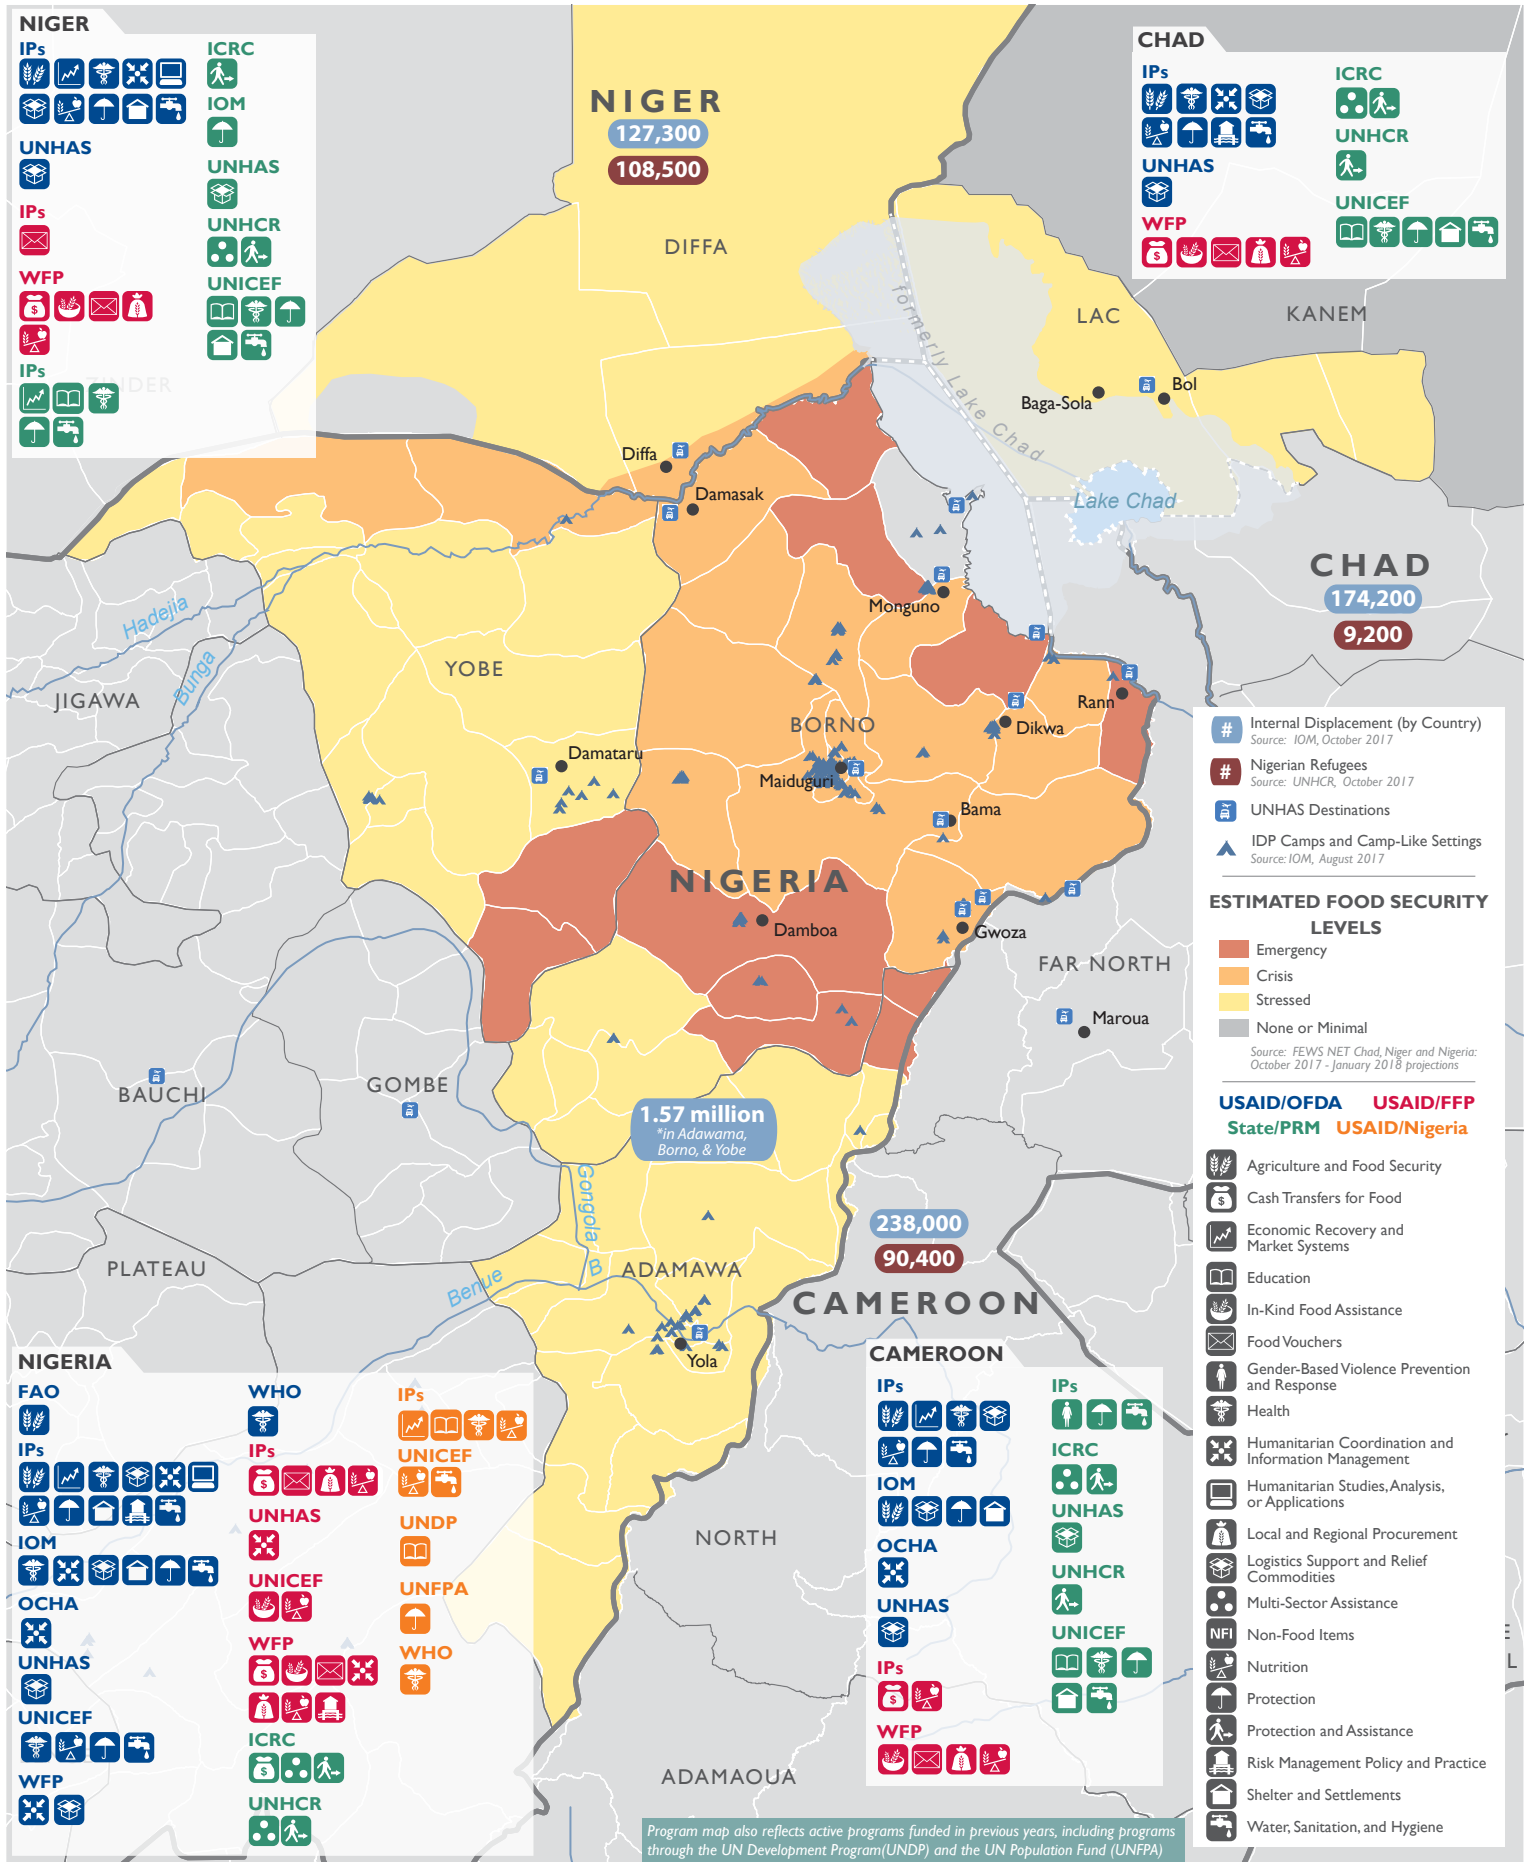 NIGER
IPs
ICRC
IOM
UNHAS
UNHAS
IPs
UNHCR
WFP
UNICEF
IPs
ZINDER
CHAD
IPs
ICRC
UNHCR
UNHAS
UNICEF
WFP
NIGER
127,300
108,500
DIFFA
LAC
KANEM
formerly Lake Chad
Baga-Sola
Bol
Diffa
Damasak
Lake Chad
CHAD
174,200
9,200
Monguno
Hadejia
Bunga
YOBE
JIGAWA
Rann
BORNO
Dikwa
Damataru
Maiduguri
Bama
NIGERIA
Damboa
Gwoza
FAR NORTH
Maroua
BAUCHI
GOMBE
1.57 million
*in Adawama,
Borno, & Yobe
Gongola
238,000
90,400
PLATEAU
B
Benue
ADAMAWA
CAMEROON
Yola
NORTH
ADAMAOUA
# Internal Displacement (by Country)
Source: IOM, October 2017
# Nigerian Refugees
Source: UNHCR, October 2017
UNHAS Destinations
IDP Camps and Camp-Like Settings
Source: IOM, August 2017
ESTIMATED FOOD SECURITY
LEVELS
Emergency
Crisis
Stressed
None or Minimal
Source: FEWS NET Chad, Niger and Nigeria:
October 2017 - January 2018 projections
USAID/OFDA USAID/FFP
State/PRM USAID/Nigeria
Agriculture and Food Security
$ Cash Transfers for Food
Economic Recovery and
Market Systems
Education
In-Kind Food Assistance
Food Vouchers
Gender-Based Violence Prevention
and Response
Health
Humanitarian Coordination and
Information Management
Humanitarian Studies, Analysis,
or Applications
Local and Regional Procurement
Logistics Support and Relief
Commodities
Multi-Sector Assistance
NFI Non-Food Items
Nutrition
Protection
Protection and Assistance
Risk Management Policy and Practice
Shelter and Settlements
Water, Sanitation, and Hygiene
E
L
NIGERIA
FAO
IPs
IOM
OCHA
UNHAS
UNICEF
WFP
WHO
IPs
UNHAS
UNICEF
WFP
ICRC
UNHCR
IPs
UNICEF
UNDP
UNFPA
WHO
CAMEROON
IPs
IOM
OCHA
UNHAS
IPs
WFP
IPs
ICRC
UNHAS
UNHCR
UNICEF
Program map also reflects active programs funded in previous years, including programs
through the UN Development Program(UNDP) and the UN Population Fund (UNFPA)